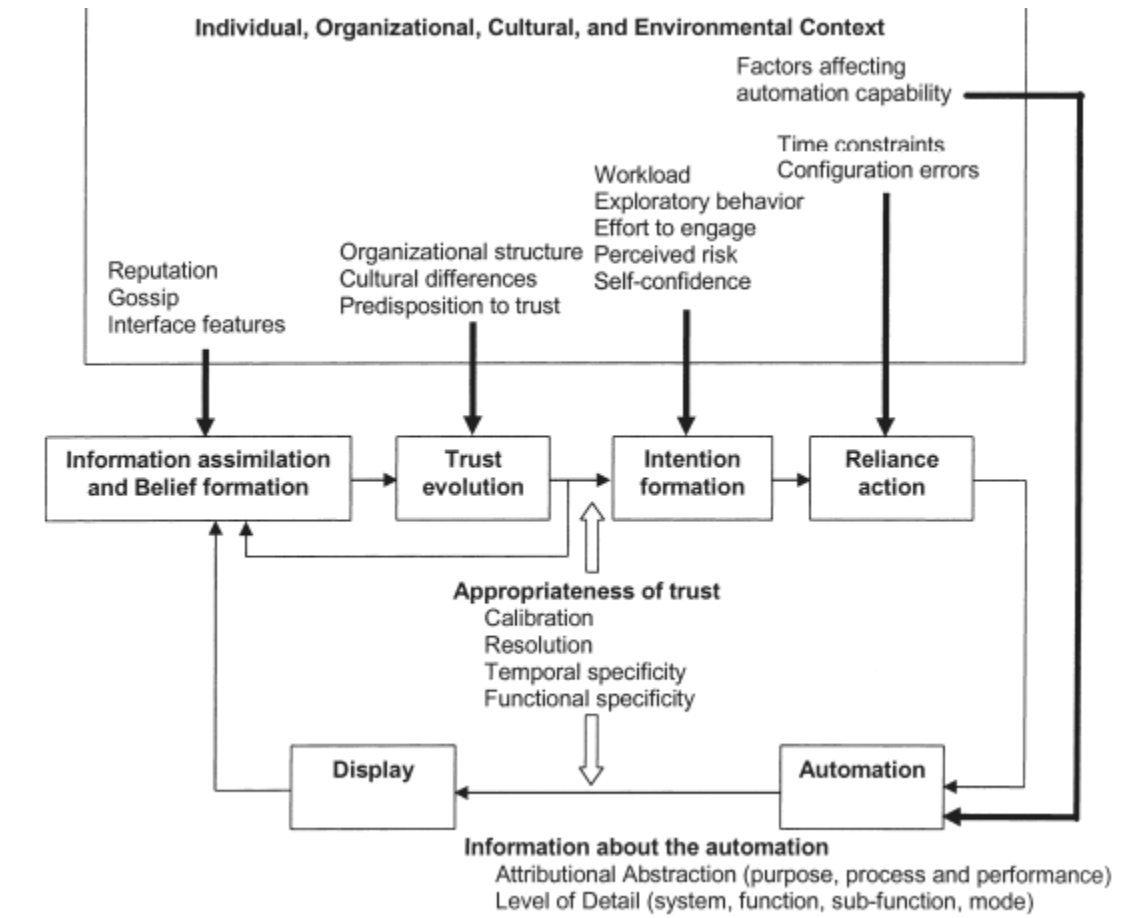 Individual, Organizational, Cultural, and Environmental Context
Factors affecting
automation capability
Time constraints
Configuration errors
Workload
Exploratory behavior
Effort to engage
Perceived risk
Self-confidence
Organizational structure
Cultural differences
Predisposition to trust
Reputation
Gossip
Interface features
Information assimilation
and Belief formation
Trust
evolution
Intention
formation
Reliance
action
Appropriateness of trust
Calibration
Resolution
Temporal specificity
Functional specificity
Display
Automation
Information about the automation
Attributional Abstraction (purpose, process and performance)
Level of Detail (system, function, sub-function, mode)